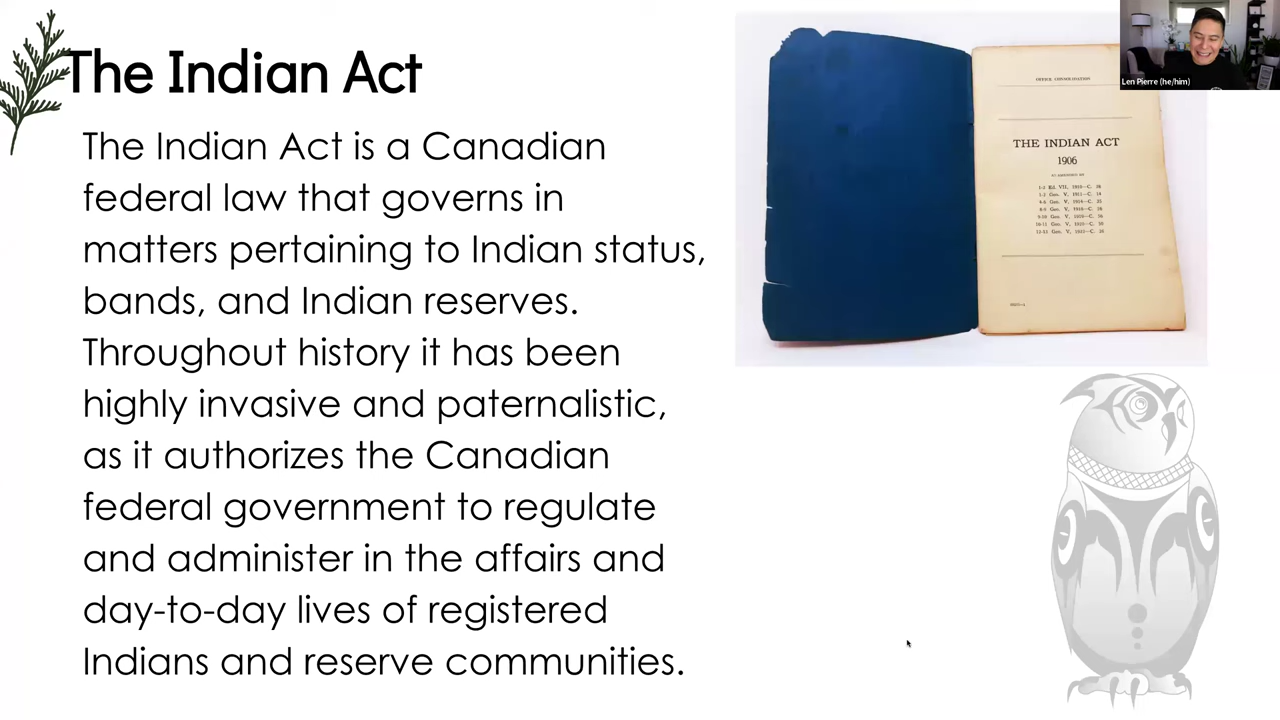 The Indian Act
The Indian Act is a Canadian
federal law that governs in
matters pertaining to Indian status,
bands, and Indian reserves.
Throughout history it has been
highly invasive and paternalistic,
as it authorizes the Canadian
federal government to regulate
and administer in the affairs and
day-to-day lives of registered
Indians and reserve communities.
OFFICE CONSOLIDATION
THE INDIAN ACT
1906
Len Pierre (he/him)